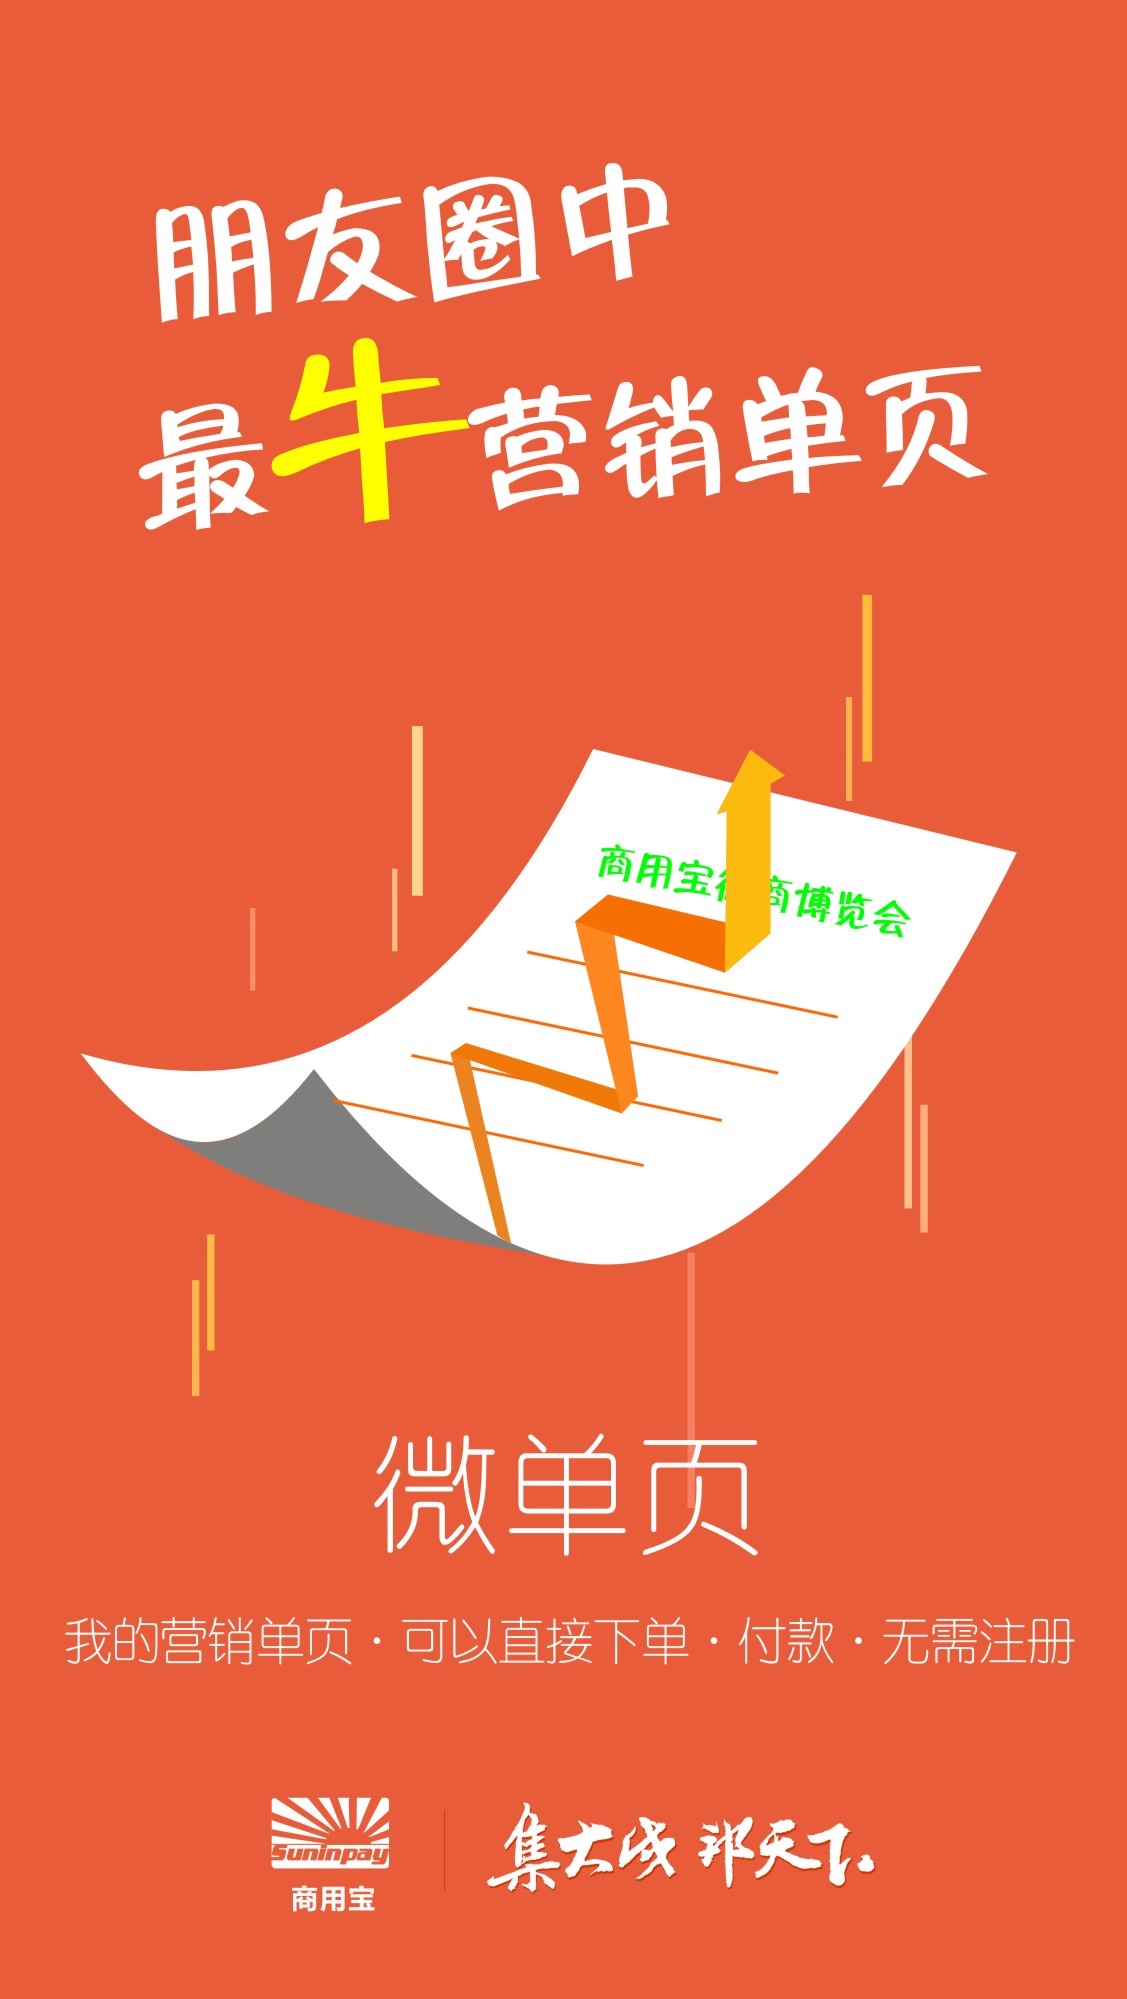 朋友圈中
最牛营销单页
商用宝微商博览会
微单页
我的营销单页·可以直接下单·付款·无需注册
Suninpay
商用宝
集大成 邦天下